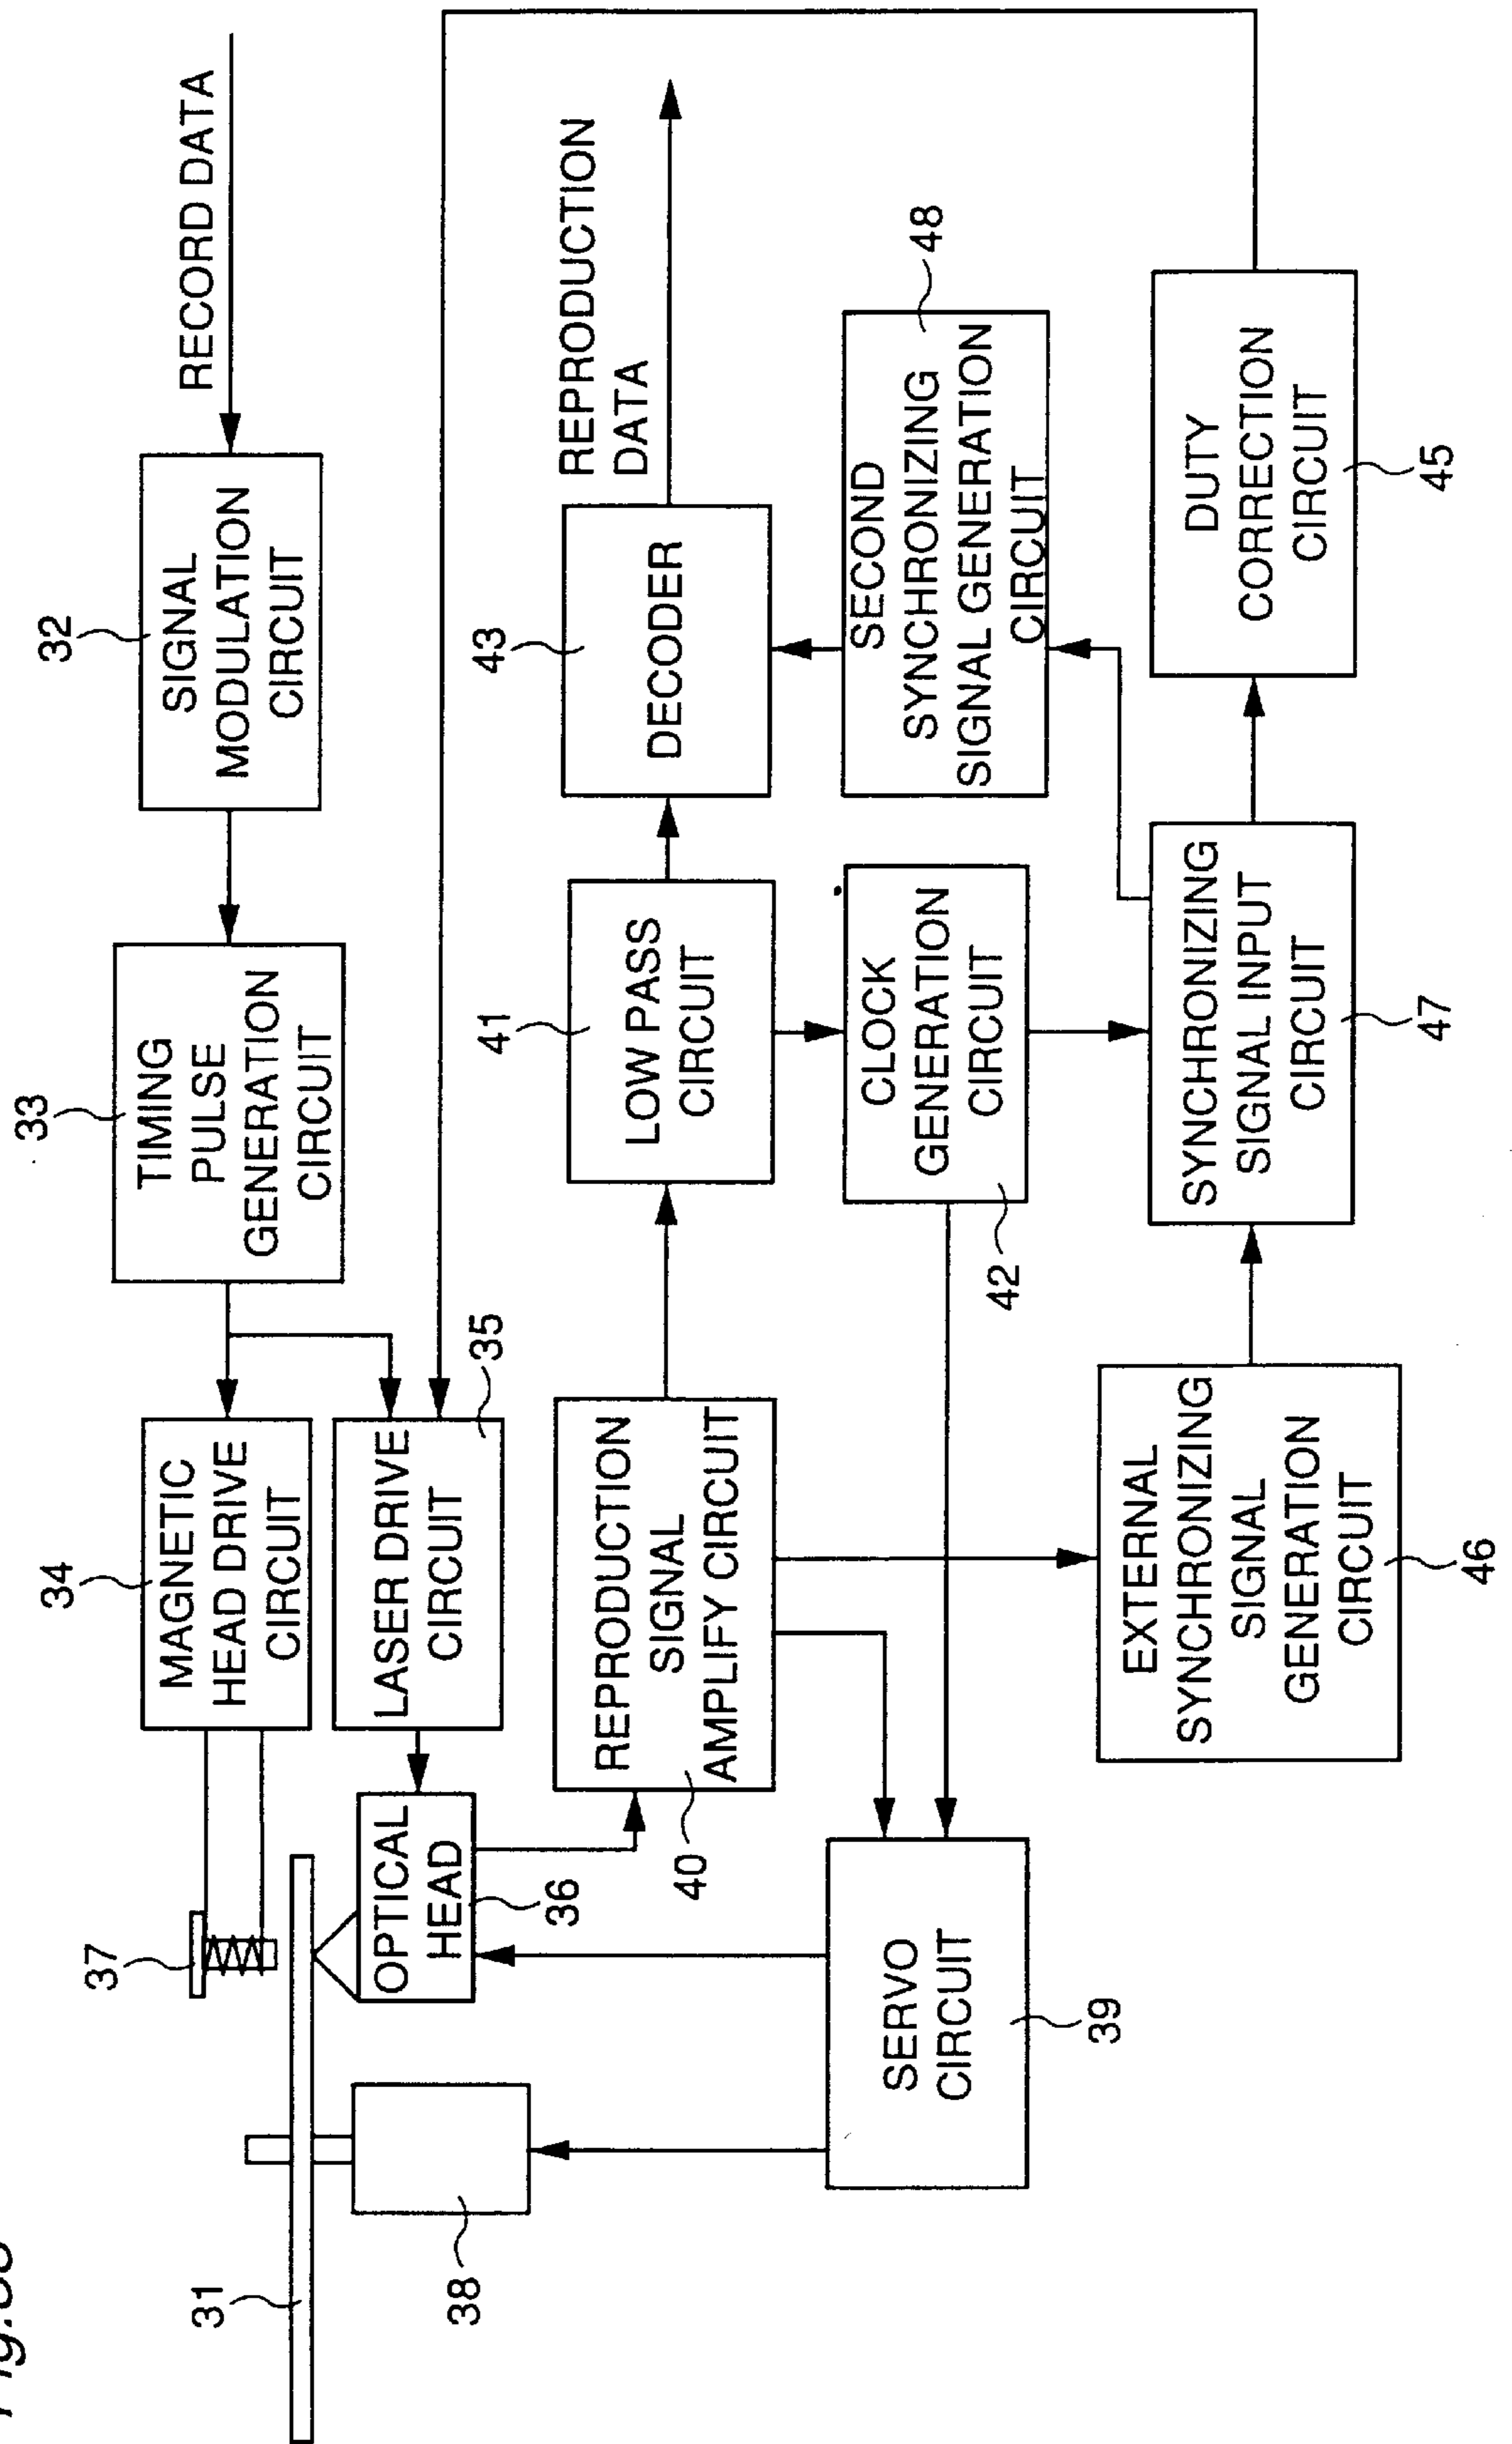 RECORD DATA
32
SIGNAL
MODULATION
CIRCUIT
33
TIMING
PULSE
GENERATION
CIRCUIT
34
MAGNETIC
HEAD DRIVE
CIRCUIT
35
LASER DRIVE
CIRCUIT
37
31
OPTICAL
HEAD
36
38
REPRODUCTION
SIGNAL
AMPLIFY CIRCUIT
40
41
LOW PASS
CIRCUIT
43
DECODER
REPRODUCTION
DATA
SERVO
CIRCUIT
39
CLOCK
GENERATION
CIRCUIT
42
48
SECOND
SYNCHRONIZING
SIGNAL GENERATION
CIRCUIT
EXTERNAL
SYNCHRONIZING
SIGNAL
GENERATION
CIRCUIT
46
SYNCHRONIZING
SIGNAL INPUT
CIRCUIT
47
DUTY
CORRECTION
CIRCUIT
45